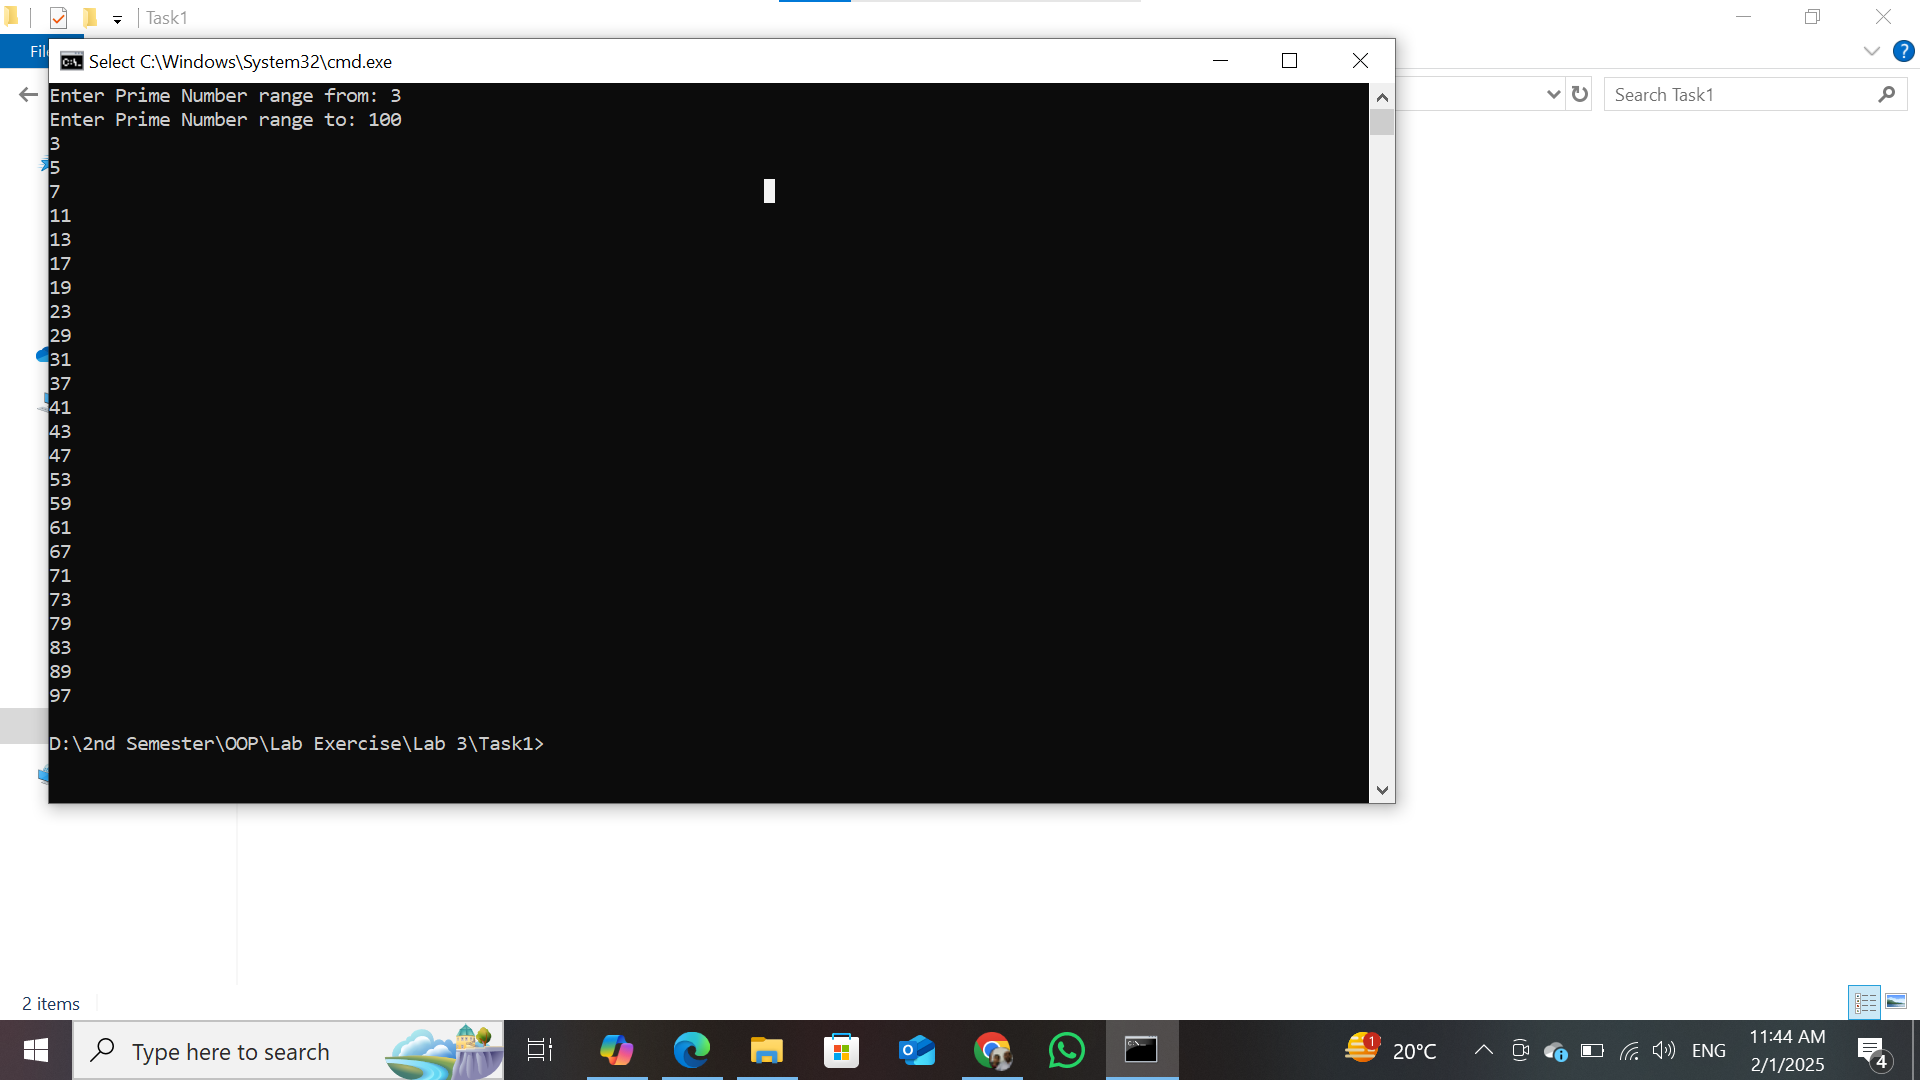 Task1
Fil
Select C:\Windows\System32\cmd.exe
Search Task1
Enter Prime Number range from: 3
Enter Prime Number range to: 100
3
5
7
11
13
17
19
23
29
31
37
41
43
47
53
59
61
67
71
73
79
83
89
97
D:\2nd Semester\OOP\Lab Exercise\Lab 3\Task1>
2 items
Type here to search
1
20°C
ENG
11:44 AM
2/1/2025
4